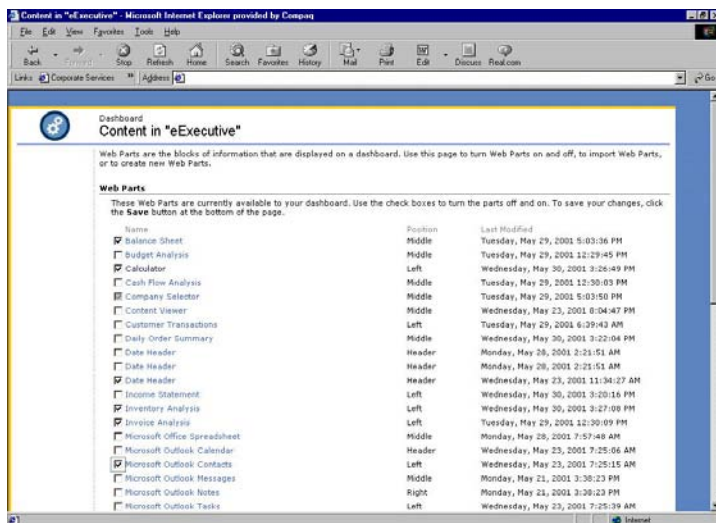 Content in "eExecutive" - Microsoft Internet Explorer provided by Compaq
File Edit View Favorites Tools Help
Back Forward Stop Refresh Home Search Favorites History Mail Print Edit Discuss Real.com
Links Corporate Services » Address Go
Dashboard
Content in "eExecutive"
Web Parts are the blocks of information that are displayed on a dashboard. Use this page to turn Web Parts on and off, to import Web Parts,
or to create new Web Parts.
Web Parts
These Web Parts are currently available to your dashboard. Use the check boxes to turn the parts off and on. To save your changes, click
the Save button at the bottom of the page.
Name Position Last Modified
Balance Sheet Middle Tuesday, May 29, 2001 5:03:36 PM
Budget Analysis Middle Tuesday, May 29, 2001 12:29:45 PM
Calculator Left Wednesday, May 30, 2001 3:26:49 PM
Cash Flow Analysis Middle Tuesday, May 29, 2001 12:30:03 PM
Company Selector Middle Tuesday, May 29, 2001 5:03:50 PM
Content Viewer Middle Wednesday, May 23, 2001 8:04:47 PM
Customer Transactions Left Tuesday, May 29, 2001 6:39:43 AM
Daily Order Summary Middle Wednesday, May 30, 2001 3:22:04 PM
Date Header Header Monday, May 28, 2001 2:21:51 AM
Date Header Header Monday, May 28, 2001 2:21:51 AM
Date Header Header Wednesday, May 23, 2001 11:34:27 AM
Income Statement Left Wednesday, May 30, 2001 3:20:16 PM
Inventory Analysis Left Wednesday, May 30, 2001 3:27:08 PM
Invoice Analysis Left Tuesday, May 29, 2001 12:30:09 PM
Microsoft Office Spreadsheet Middle Monday, May 28, 2001 7:57:48 AM
Microsoft Outlook Calendar Header Wednesday, May 23, 2001 7:25:06 AM
Microsoft Outlook Contacts Left Wednesday, May 23, 2001 7:25:15 AM
Microsoft Outlook Messages Middle Monday, May 21, 2001 3:38:23 PM
Microsoft Outlook Notes Right Monday, May 21, 2001 3:38:23 PM
Microsoft Outlook Tasks Left Wednesday, May 23, 2001 7:25:39 AM
Internet